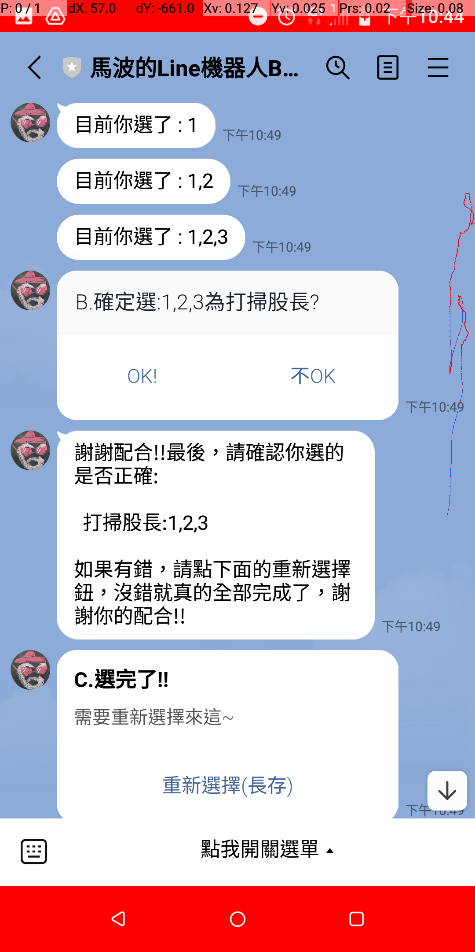 P: 0 / 1 dX: 57.0 dY: -661.0 Xv: 0.127 Yv: 0.025 Prs: 0.02 Size: 0.08
下午10:44
馬波的Line機器人B...
目前你選了 : 1
下午10:49
目前你選了 : 1,2
下午10:49
目前你選了 : 1,2,3
下午10:49
B.確定選:1,2,3為打掃股長?
OK! 不OK
下午10:49
謝謝配合!!最後，請確認你選的
是否正確:
打掃股長:1,2,3
如果有錯，請點下面的重新選擇
鈕，沒錯就真的全部完成了，謝
謝你的配合!!
下午10:49
C.選完了!!
需要重新選擇來這~
重新選擇(長存)
下午10:49
點我開關選單